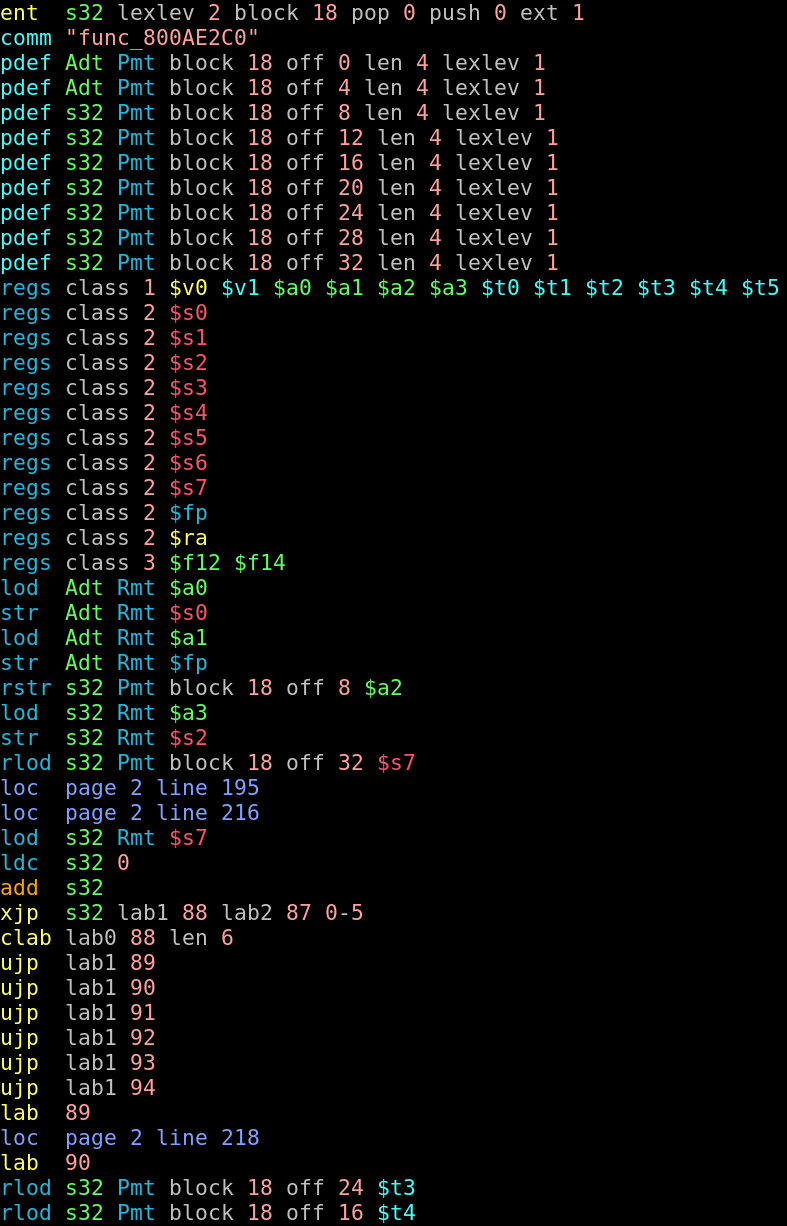 ent  s32 lexlev 2 block 18 pop 0 push 0 ext 1
comm "func_800AE2C0"
pdef Adt Pmt block 18 off 0 len 4 lexlev 1
pdef Adt Pmt block 18 off 4 len 4 lexlev 1
pdef s32 Pmt block 18 off 8 len 4 lexlev 1
pdef s32 Pmt block 18 off 12 len 4 lexlev 1
pdef s32 Pmt block 18 off 16 len 4 lexlev 1
pdef s32 Pmt block 18 off 20 len 4 lexlev 1
pdef s32 Pmt block 18 off 24 len 4 lexlev 1
pdef s32 Pmt block 18 off 28 len 4 lexlev 1
pdef s32 Pmt block 18 off 32 len 4 lexlev 1
regs class 1 $v0 $v1 $a0 $a1 $a2 $a3 $t0 $t1 $t2 $t3 $t4 $t5
regs class 2 $s0
regs class 2 $s1
regs class 2 $s2
regs class 2 $s3
regs class 2 $s4
regs class 2 $s5
regs class 2 $s6
regs class 2 $s7
regs class 2 $fp
regs class 2 $ra
regs class 3 $f12 $f14
lod  Adt Rmt $a0
str  Adt Rmt $s0
lod  Adt Rmt $a1
str  Adt Rmt $fp
rstr s32 Pmt block 18 off 8 $a2
lod  s32 Rmt $a3
str  s32 Rmt $s2
rlod s32 Pmt block 18 off 32 $s7
loc  page 2 line 195
loc  page 2 line 216
lod  s32 Rmt $s7
ldc  s32 0
add  s32
xjp  s32 lab1 88 lab2 87 0-5
clab lab0 88 len 6
ujp  lab1 89
ujp  lab1 90
ujp  lab1 91
ujp  lab1 92
ujp  lab1 93
ujp  lab1 94
lab  89
loc  page 2 line 218
lab  90
rlod s32 Pmt block 18 off 24 $t3
rlod s32 Pmt block 18 off 16 $t4